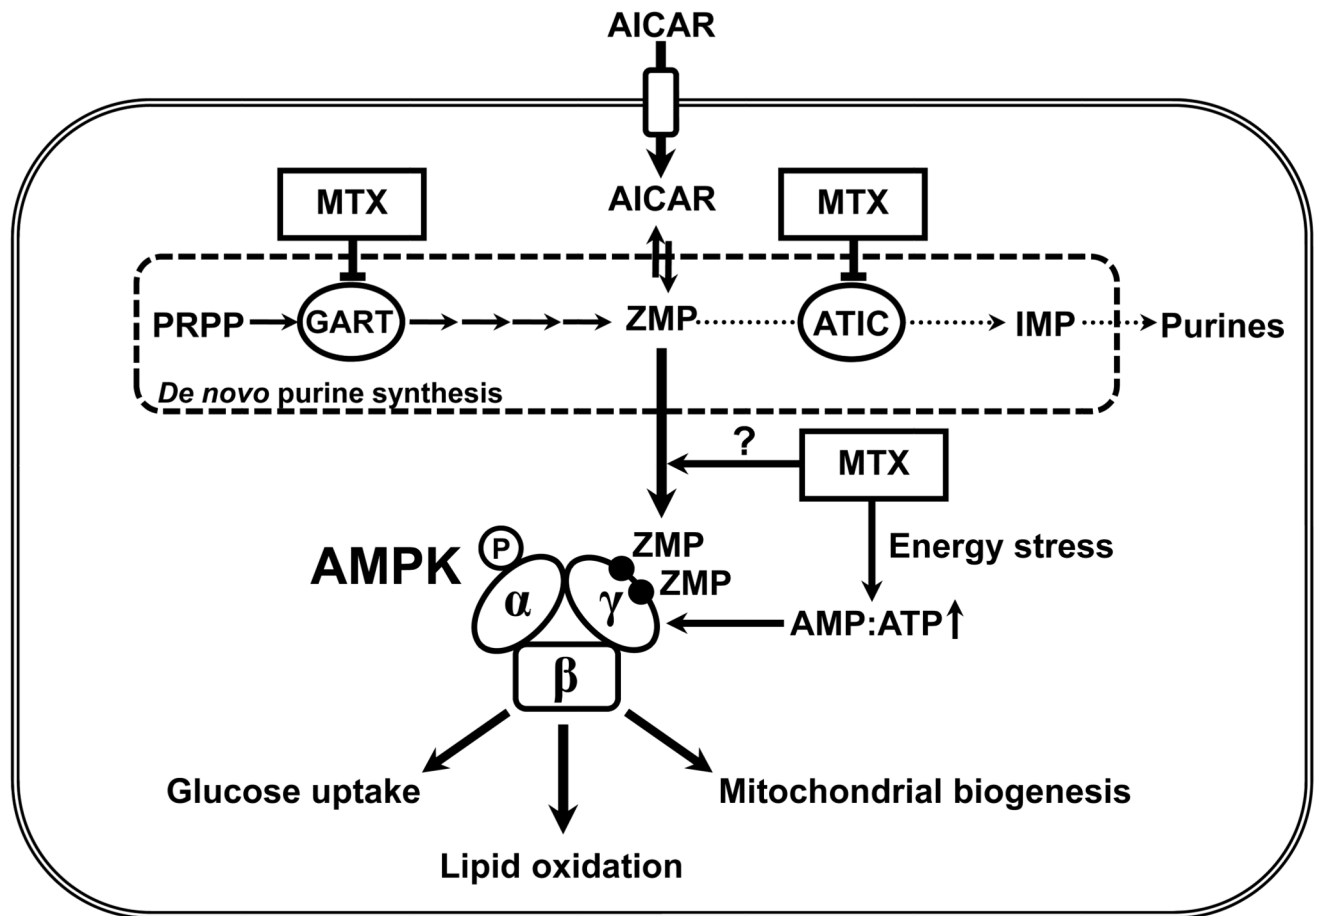 AICAR
AICAR
MTX
MTX
PRPP
GART
ZMP
ATIC
IMP
Purines
De novo purine synthesis
?
MTX
Energy stress
AMP:ATP
AMPK
P
ZMP
ZMP
α
γ
β
Glucose uptake
Mitochondrial biogenesis
Lipid oxidation